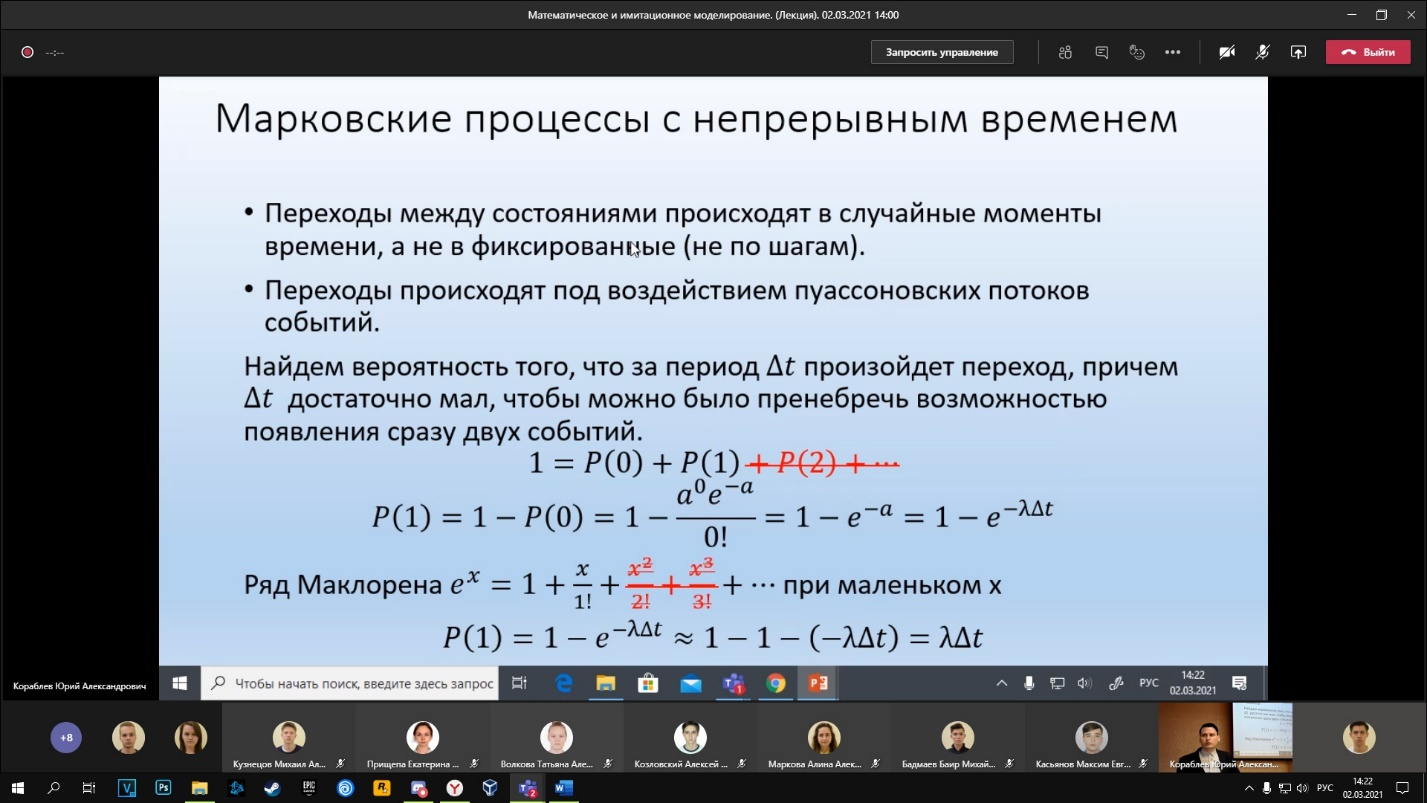 Математическое и имитационное моделирование. (Лекция). 02.03.2021 14:00
--:--
Запросить управление
Выйти
Марковские процессы с непрерывным временем
• Переходы между состояниями происходят в случайные моменты
времени, а не в фиксированные (не по шагам).
• Переходы происходят под воздействием пуассоновских потоков
событий.
Найдем вероятность того, что за период Δt произойдет переход, причем
Δt достаточно мал, чтобы можно было пренебречь возможностью
появления сразу двух событий.
1 = P(0) + P(1) + P(2) + ⋯
P(1) = 1 − P(0) = 1 − a⁰e⁻ᵃ/0! = 1 − e⁻ᵃ = 1 − e^(−λΔt)
Ряд Маклорена eˣ = 1 + x/1! + x²/2! + x³/3! + ⋯ при маленьком x
P(1) = 1 − e^(−λΔt) ≈ 1 − 1 − (−λΔt) = λΔt
Кораблев Юрий Александрович
Чтобы начать поиск, введите здесь запрос
РУС
14:22
02.03.2021
+8
Кузнецов Михаил Ал...
Прищепа Екатерина ...
Волкова Татьяна Але...
Козловский Алексей ...
Маркова Алина Алек...
Бадмаев Баир Михай...
Касьянов Максим Евг...
Кораблев Юрий Алексан...
РУС
14:22
02.03.2021